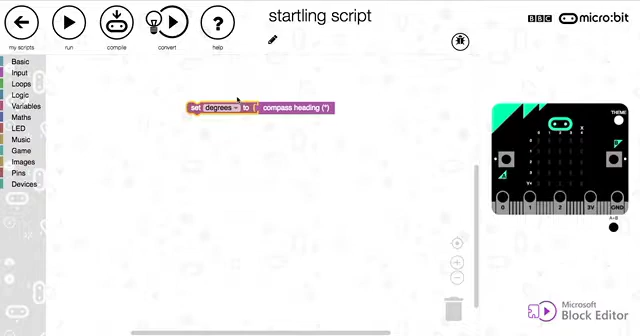 startling script
BBC micro:bit
my scripts
run
compile
convert
help
Basic
Input
Loops
Logic
Variables
Maths
LED
Music
Game
Images
Pins
Devices
set degrees to compass heading (°)
THEME
X
A
B
0 1 2 3V GND
A+B
Microsoft
Block Editor